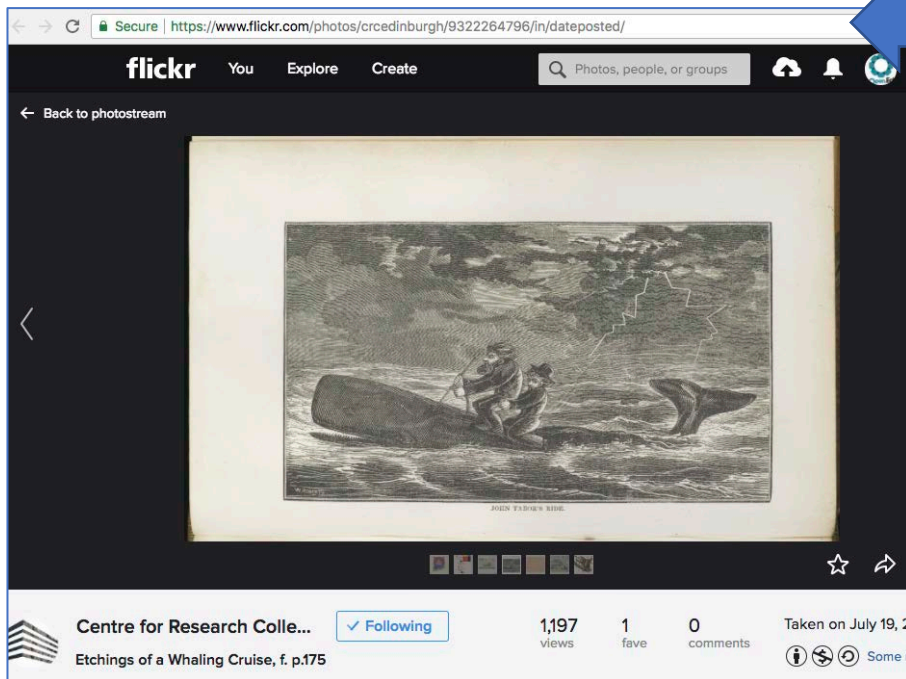 Secure | https://www.flickr.com/photos/crcedinburgh/9322264796/in/dateposted/
flickr You Explore Create Photos, people, or groups
Back to photostream
JOHN TABOR'S RIDE.
Centre for Research Colle... Following 1,197 1 0 Taken on July 19, 2
views fave comments
Etchings of a Whaling Cruise, f. p.175 Some